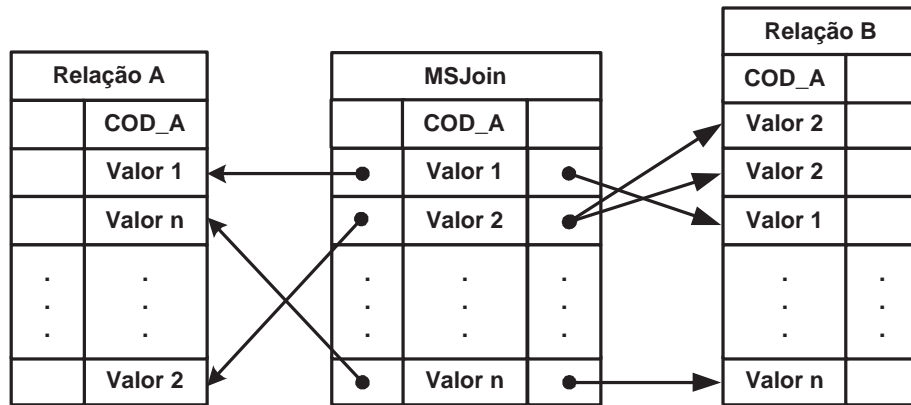 Relação A
COD_A
Valor 1
Valor n
. .
. .
. .
Valor 2
MSJoin
COD_A
Valor 1
Valor 2
. . .
. . .
. . .
Valor n
Relação B
COD_A
Valor 2
Valor 2
Valor 1
. .
. .
. .
Valor n